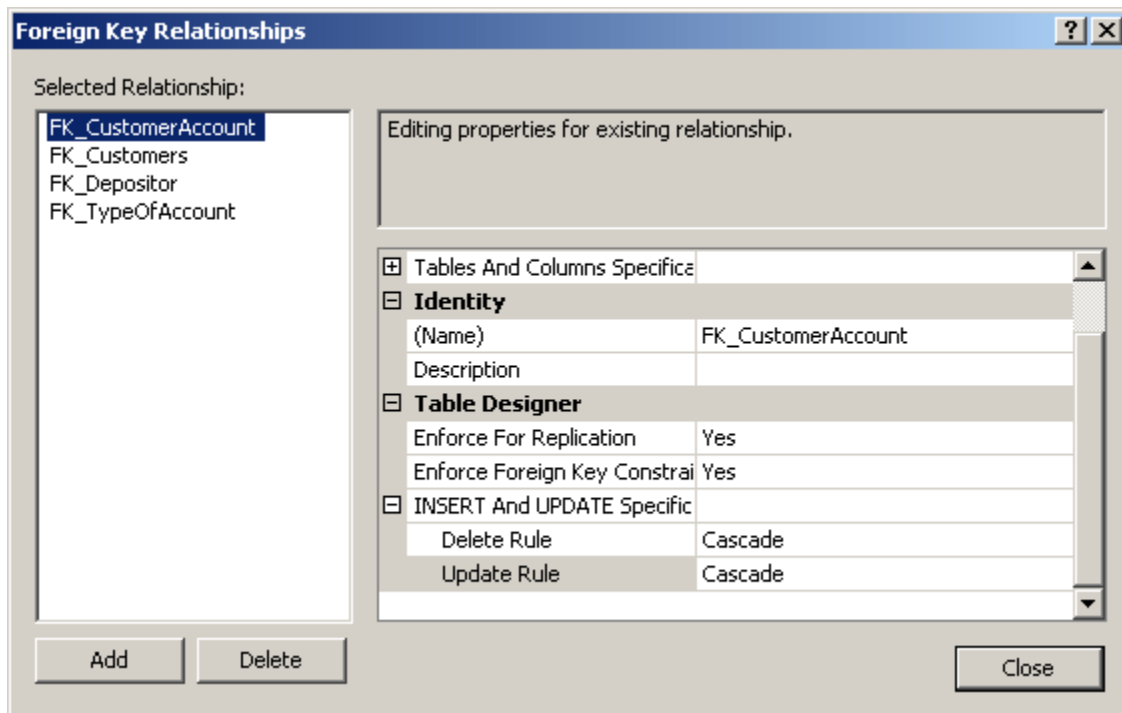 Foreign Key Relationships
Selected Relationship:
FK_CustomerAccount
FK_Customers
FK_Depositor
FK_TypeOfAccount
Editing properties for existing relationship.
Tables And Columns Specifica
Identity
(Name) FK_CustomerAccount
Description
Table Designer
Enforce For Replication Yes
Enforce Foreign Key Constrai Yes
INSERT And UPDATE Specific
Delete Rule Cascade
Update Rule Cascade
Add Delete
Close